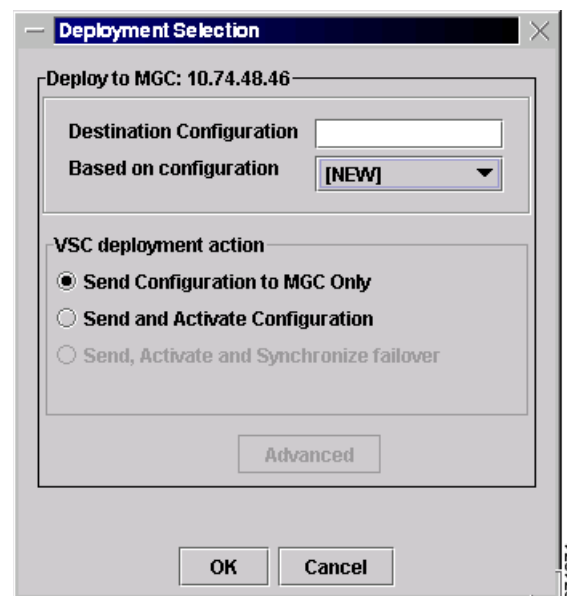 Deployment Selection
Deploy to MGC: 10.74.48.46
Destination Configuration
Based on configuration [NEW]
VSC deployment action
Send Configuration to MGC Only
Send and Activate Configuration
Send, Activate and Synchronize failover
Advanced
OK Cancel